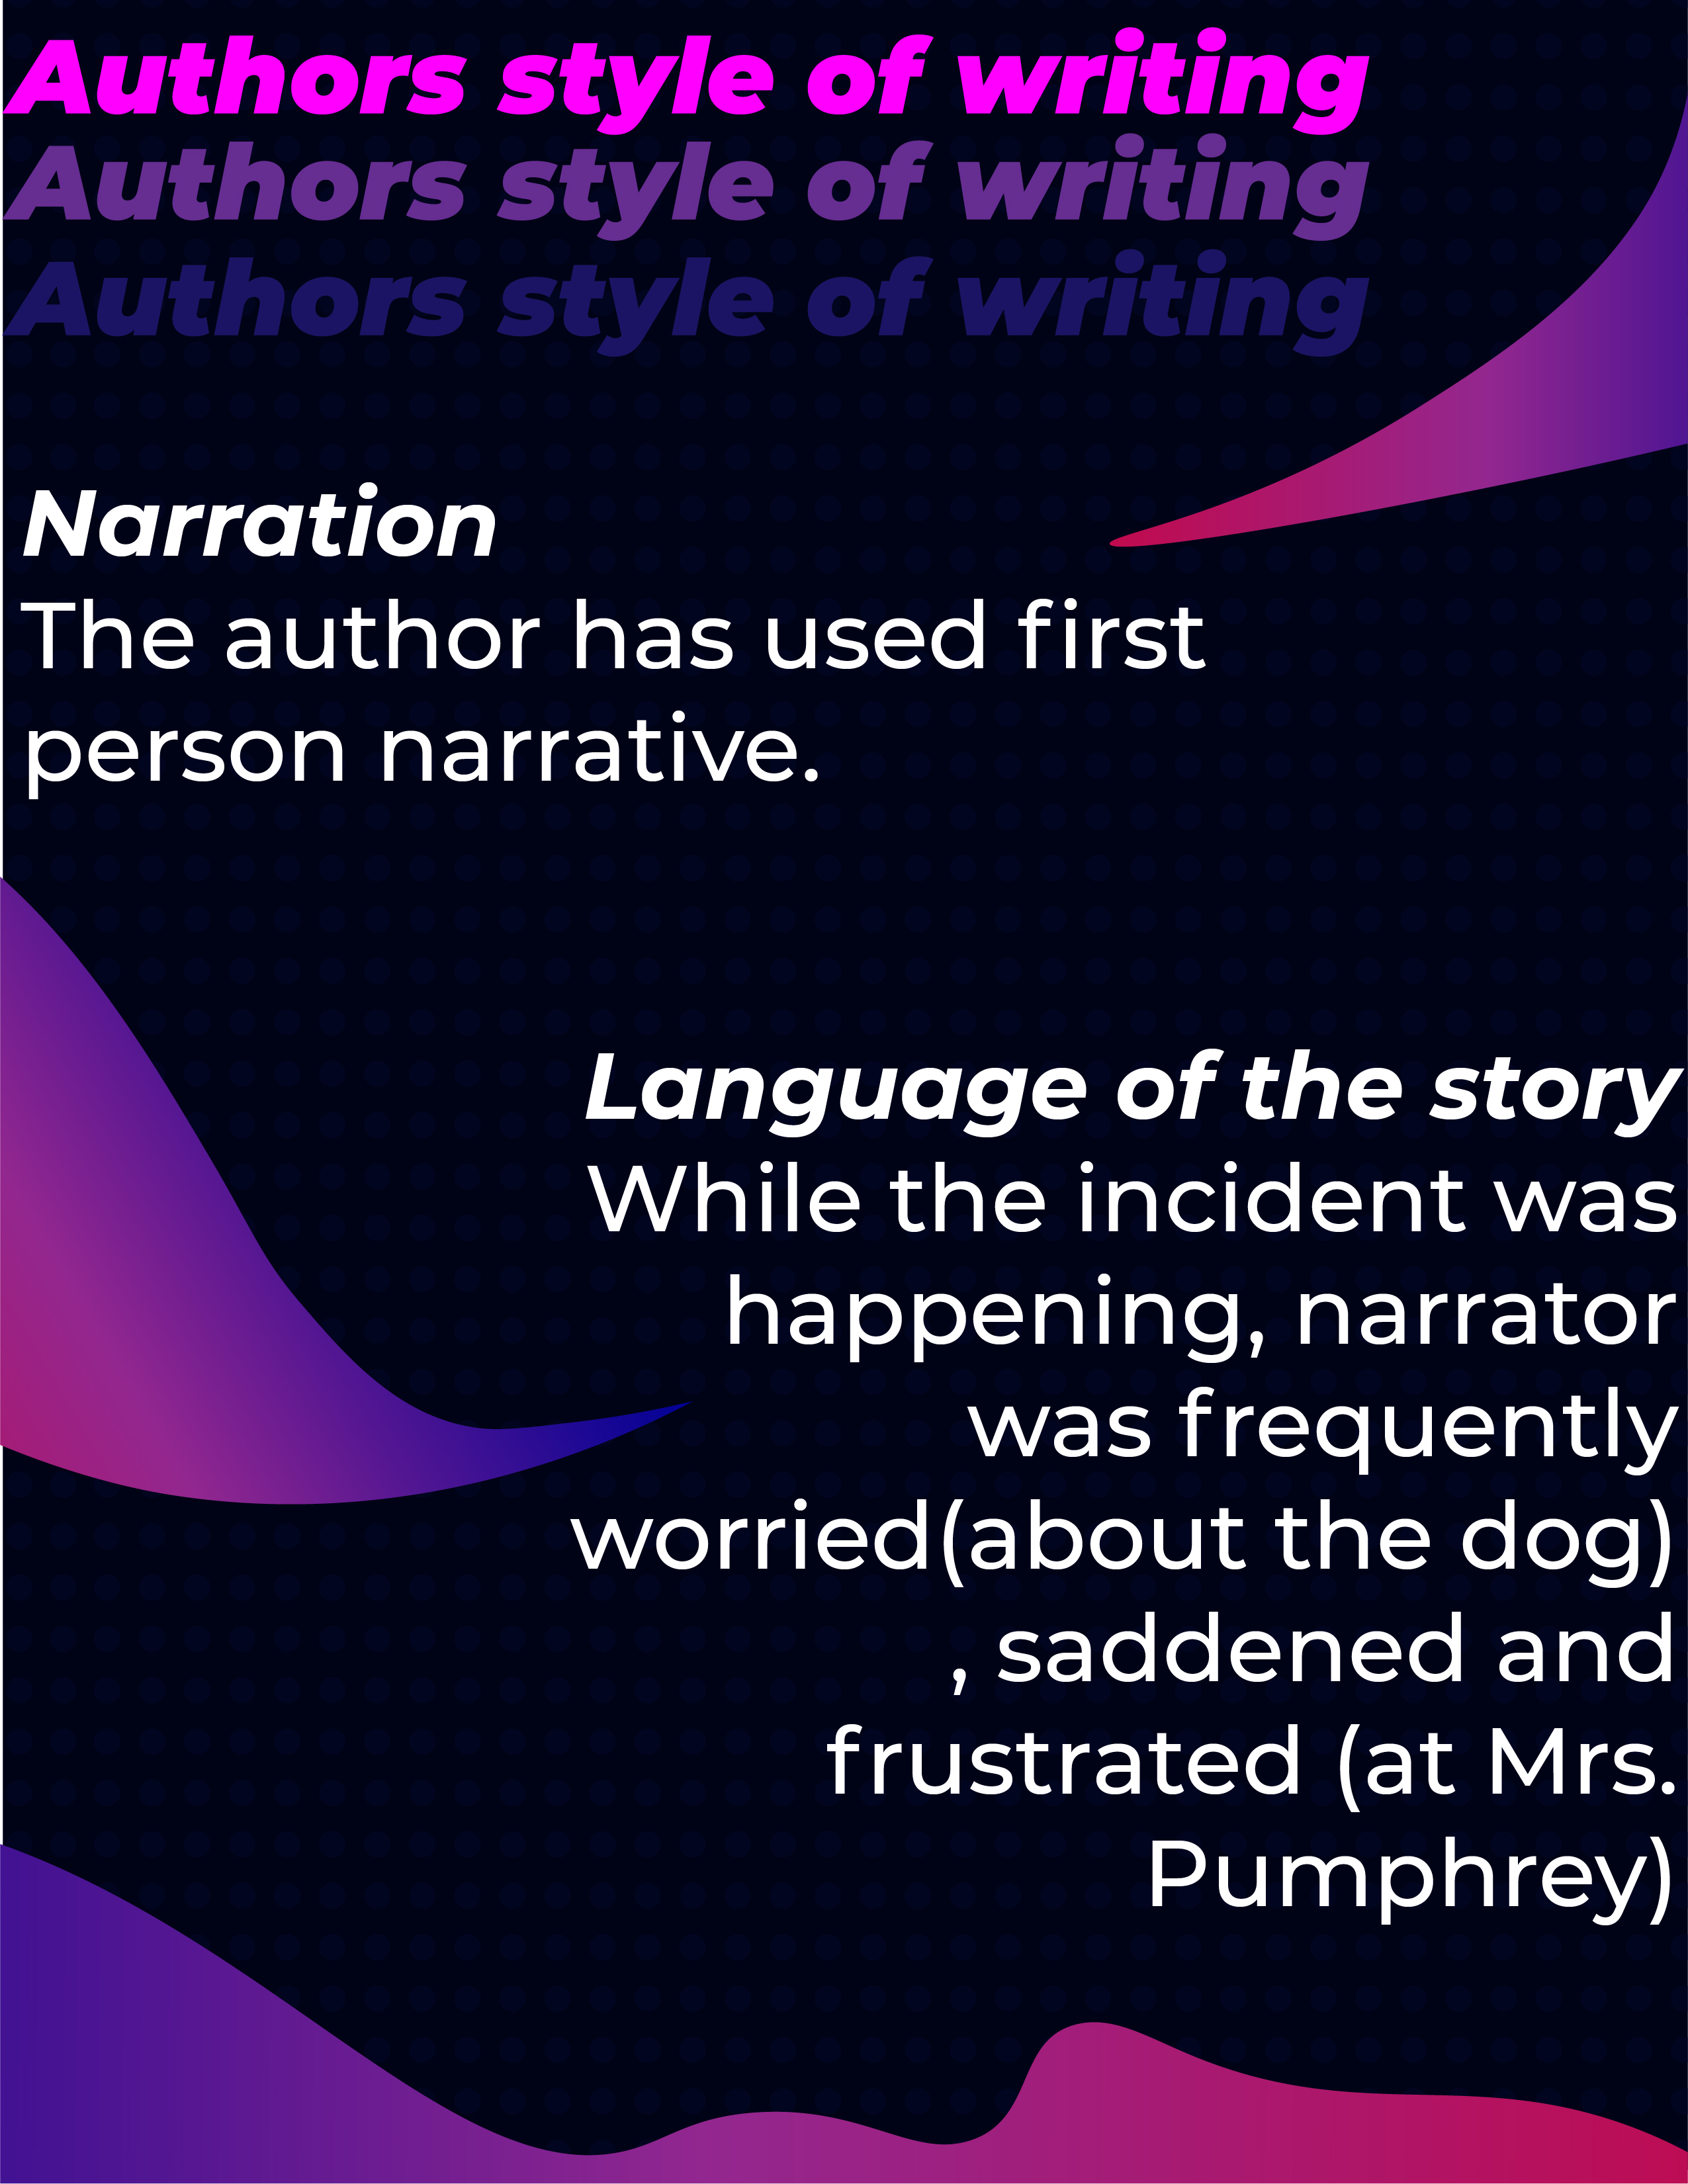 Authors style of writing
Authors style of writing
Authors style of writing
Narration
The author has used first
person narrative.
Language of the story
While the incident was
happening, narrator
was frequently
worried(about the dog)
, saddened and
frustrated (at Mrs.
Pumphrey)